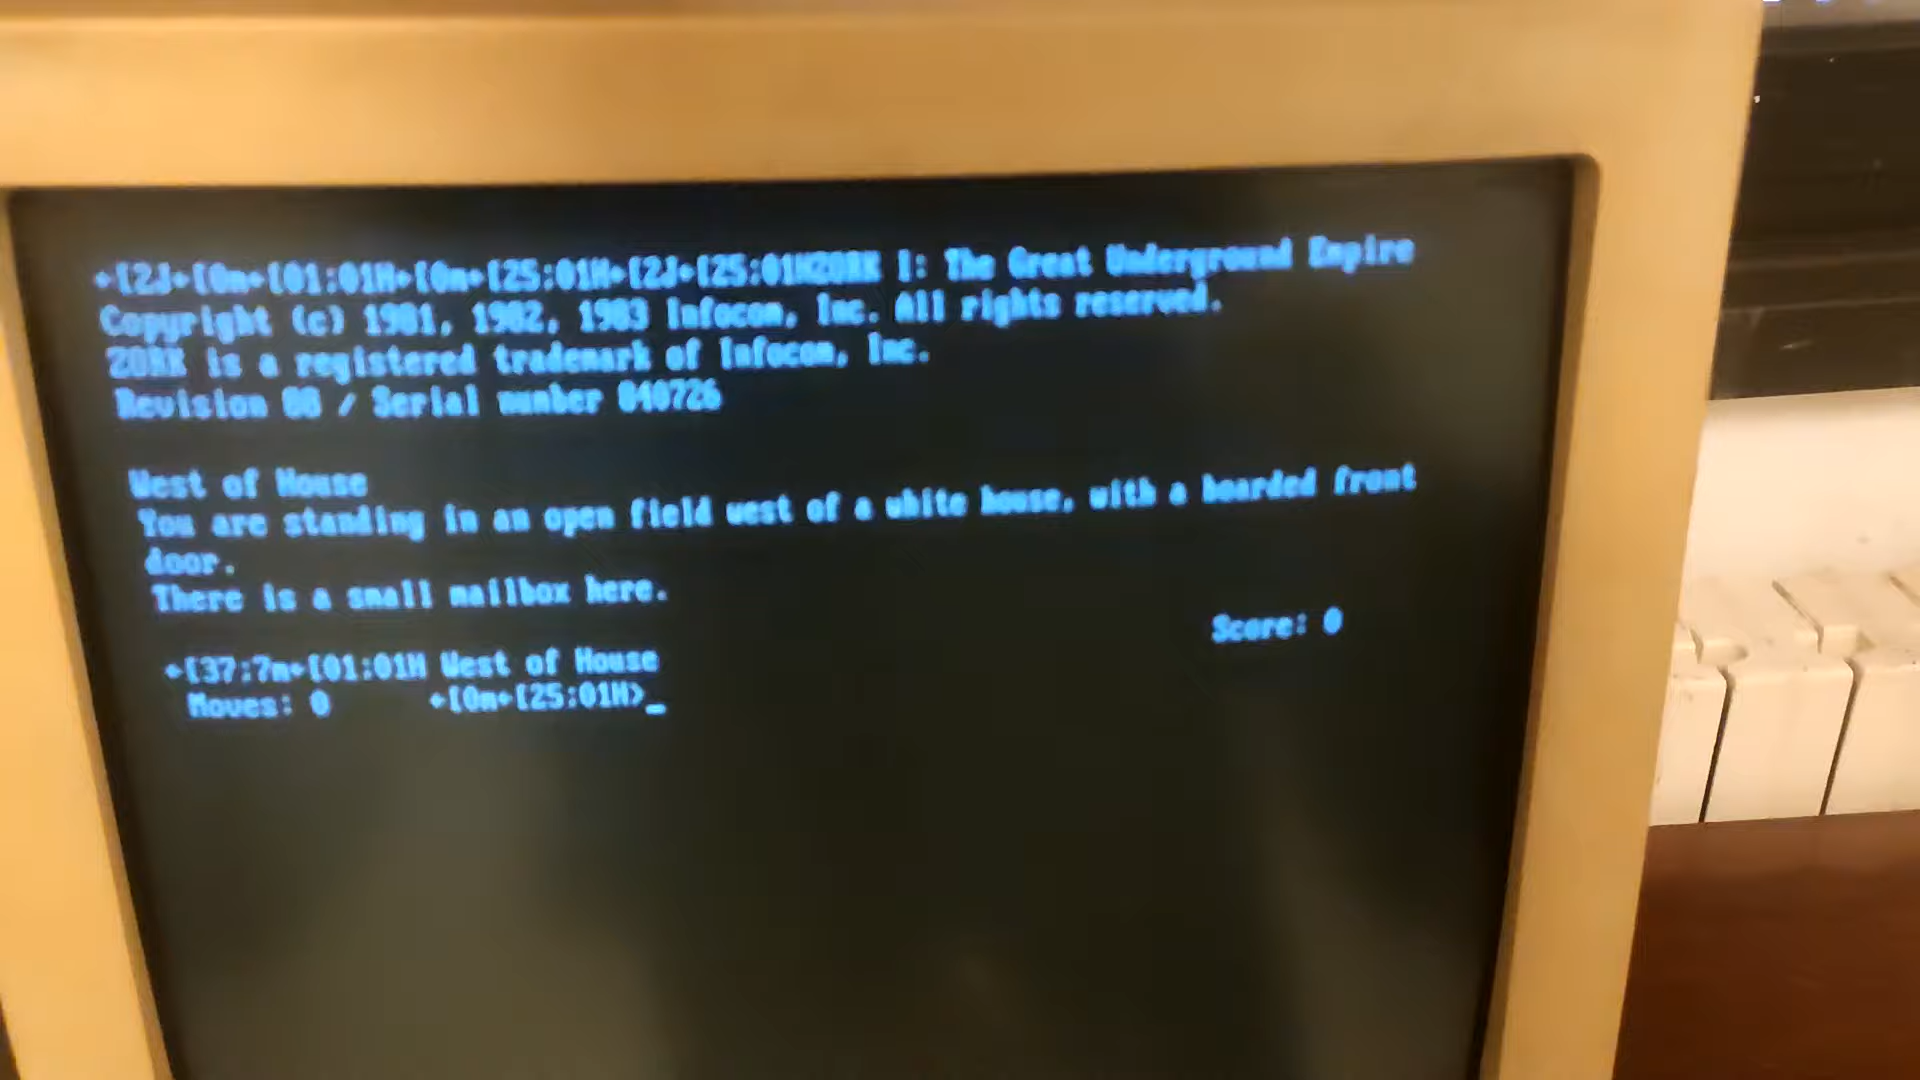 ←[2J←[0m←[01;01H←[0m←[25;01H←[2J←[25;01HZORK I: The Great Underground Empire
Copyright (c) 1981, 1982, 1983 Infocom, Inc. All rights reserved.
ZORK is a registered trademark of Infocom, Inc.
Revision 88 / Serial number 840726
West of House
You are standing in an open field west of a white house, with a boarded front
door.
There is a small mailbox here.
←[37;7m←[01;01H West of House Score: 0
Moves: 0 ←[0m←[25;01H>_